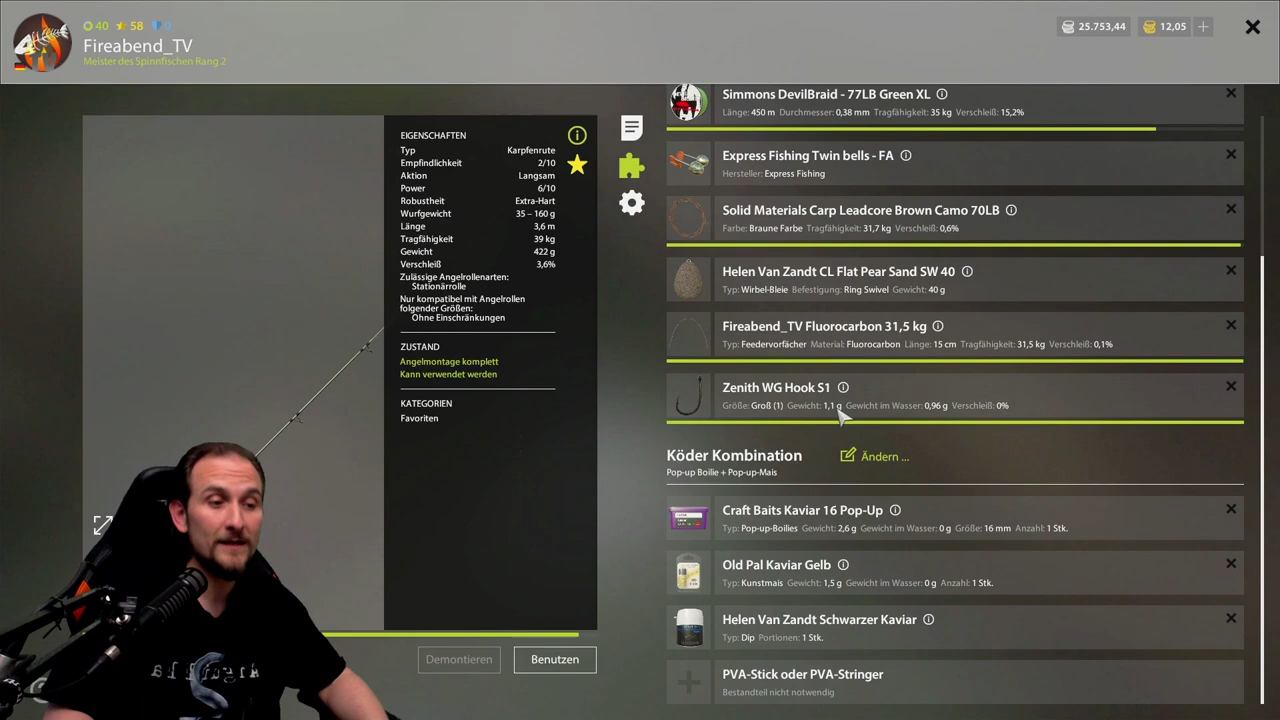 40 58 0
Fireabend_TV
Meister des Spinnfischen Rang 2
25.753,44 12,05
EIGENSCHAFTEN
Typ Karpfenrute
Empfindlichkeit 2/10
Aktion Langsam
Power 6/10
Robustheit Extra-Hart
Wurfgewicht 35 – 160 g
Länge 3,6 m
Tragfähigkeit 39 kg
Gewicht 422 g
Verschleiß 3,6%
Zulässige Angelrollenarten:
Stationärrolle
Nur kompatibel mit Angelrollen
folgender Größen:
Ohne Einschränkungen
ZUSTAND
Angelmontage komplett
Kann verwendet werden
KATEGORIEN
Favoriten
Demontieren Benutzen
Simmons DevilBraid - 77LB Green XL
Länge: 450 m Durchmesser: 0,38 mm Tragfähigkeit: 35 kg Verschleiß: 15,2%
Express Fishing Twin bells - FA
Hersteller: Express Fishing
Solid Materials Carp Leadcore Brown Camo 70LB
Farbe: Braune Farbe Tragfähigkeit: 31,7 kg Verschleiß: 0,6%
Helen Van Zandt CL Flat Pear Sand SW 40
Typ: Wirbel-Bleie Befestigung: Ring Swivel Gewicht: 40 g
Fireabend_TV Fluorocarbon 31,5 kg
Typ: Feedervorfächer Material: Fluorocarbon Länge: 15 cm Tragfähigkeit: 31,5 kg Verschleiß: 0,1%
Zenith WG Hook S1
Größe: Groß (1) Gewicht: 1,1 g Gewicht im Wasser: 0,96 g Verschleiß: 0%
Köder Kombination Ändern ...
Pop-up Boilie + Pop-up-Mais
Craft Baits Kaviar 16 Pop-Up
Typ: Pop-up-Boilies Gewicht: 2,6 g Gewicht im Wasser: 0 g Größe: 16 mm Anzahl: 1 Stk.
Old Pal Kaviar Gelb
Typ: Kunstmais Gewicht: 1,5 g Gewicht im Wasser: 0 g Anzahl: 1 Stk.
Helen Van Zandt Schwarzer Kaviar
Typ: Dip Portionen: 1 Stk.
PVA-Stick oder PVA-Stringer
Bestandteil nicht notwendig